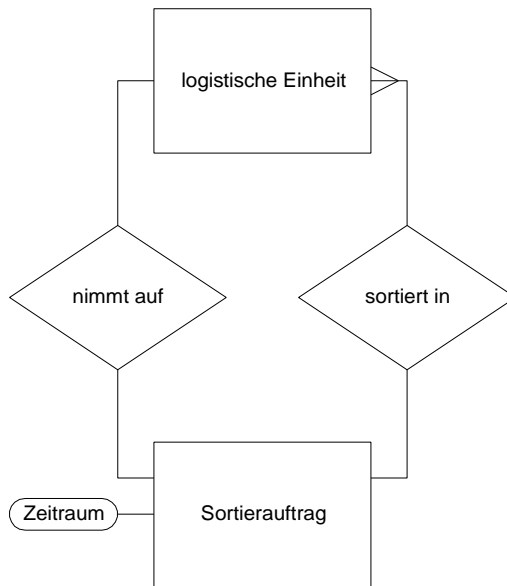 logistische Einheit
nimmt auf
sortiert in
Zeitraum
Sortierauftrag